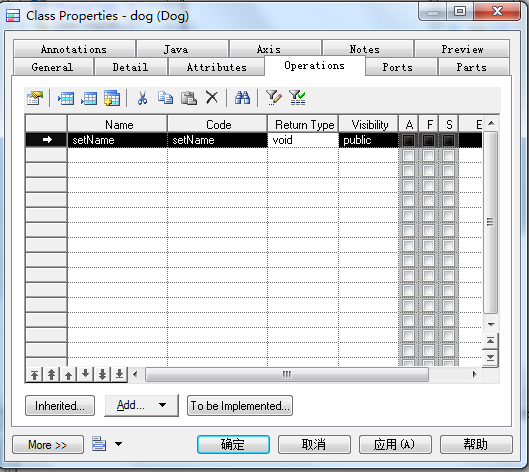 Class Properties - dog (Dog)
Annotations Java Axis Notes Preview
General Detail Attributes Operations Ports Parts
Name Code Return Type Visibility A F S E
setName setName void public
Inherited... Add... To be Implemented...
More >> 确定 取消 应用(A) 帮助